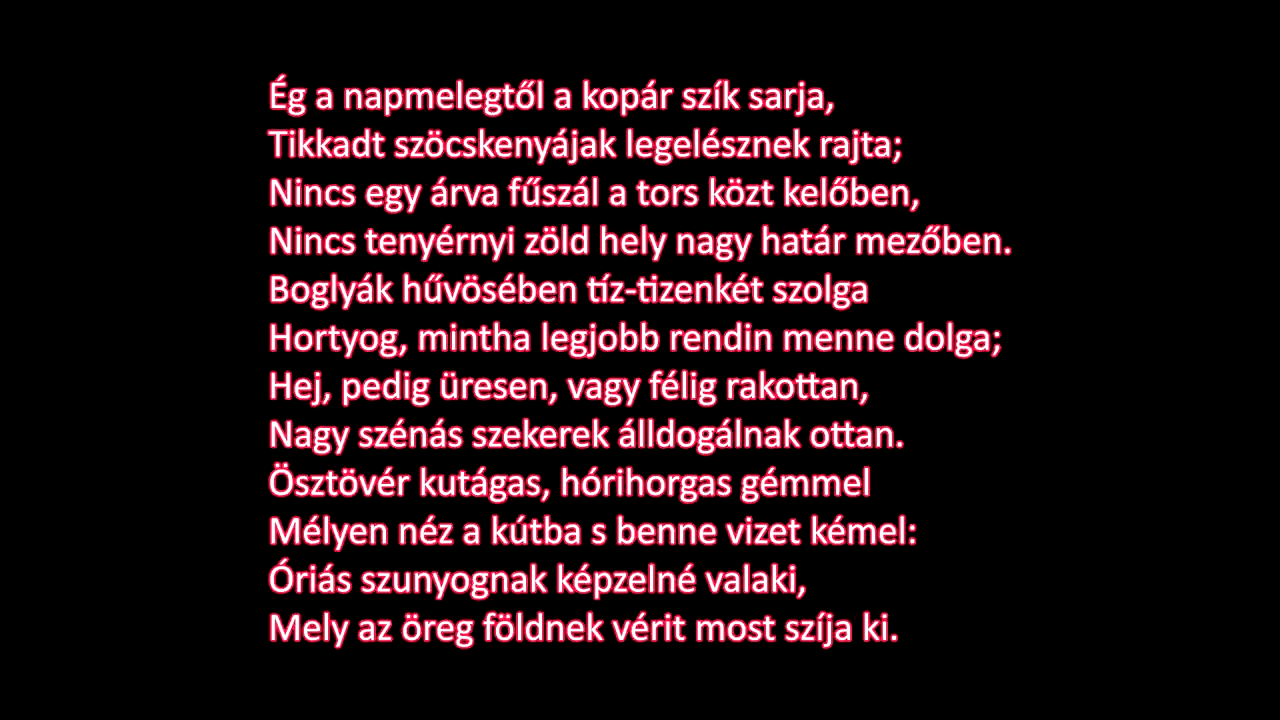 Ég a napmelegtől a kopár szík sarja,
Tikkadt szöcskenyájak legelésznek rajta;
Nincs egy árva fűszál a tors közt kelőben,
Nincs tenyérnyi zöld hely nagy határ mezőben.
Boglyák hűvösében tíz-tizenkét szolga
Hortyog, mintha legjobb rendin menne dolga;
Hej, pedig üresen, vagy félig rakottan,
Nagy szénás szekerek álldogálnak ottan.
Ösztövér kutágas, hórihorgas gémmel
Mélyen néz a kútba s benne vizet kémel:
Óriás szunyognak képzelné valaki,
Mely az öreg földnek vérit most szíja ki.